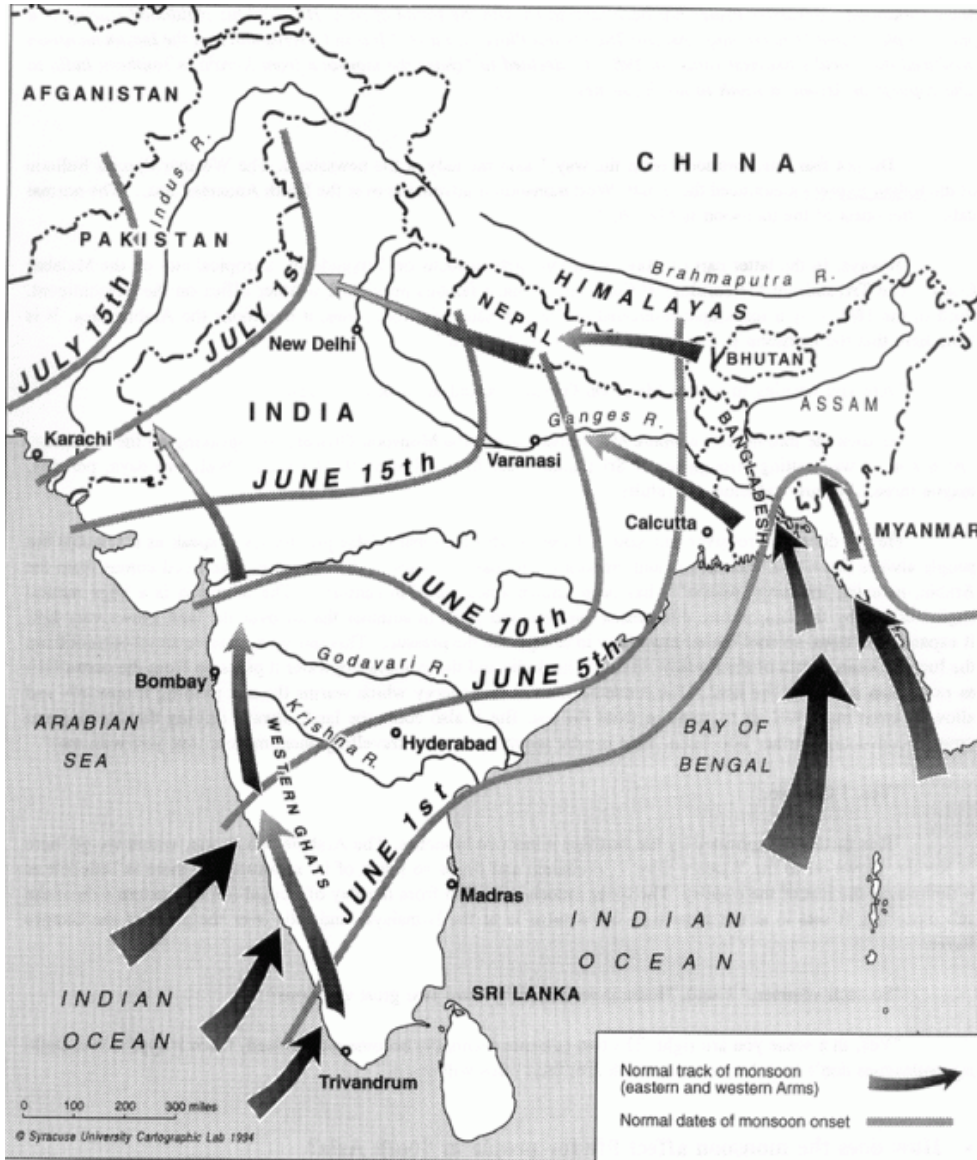 AFGANISTAN
CHINA
Indus R.
PAKISTAN
Brahmaputra R.
HIMALAYAS
NEPAL
JULY 15th
JULY 1st
New Delhi
BHUTAN
INDIA
ASSAM
Ganges R.
BANGLADESH
Karachi
Varanasi
JUNE 15th
Calcutta
MYANMAR
JUNE 10th
Godavari R.
JUNE 5th
Bombay
Krishna R.
Hyderabad
ARABIAN
SEA
WESTERN GHATS
BAY OF
BENGAL
JUNE 1st
Madras
INDIAN
OCEAN
INDIAN
OCEAN
SRI LANKA
Trivandrum
Normal track of monsoon
(eastern and western Arms)
Normal dates of monsoon onset
0 100 200 300 miles
© Syracuse University Cartographic Lab 1994